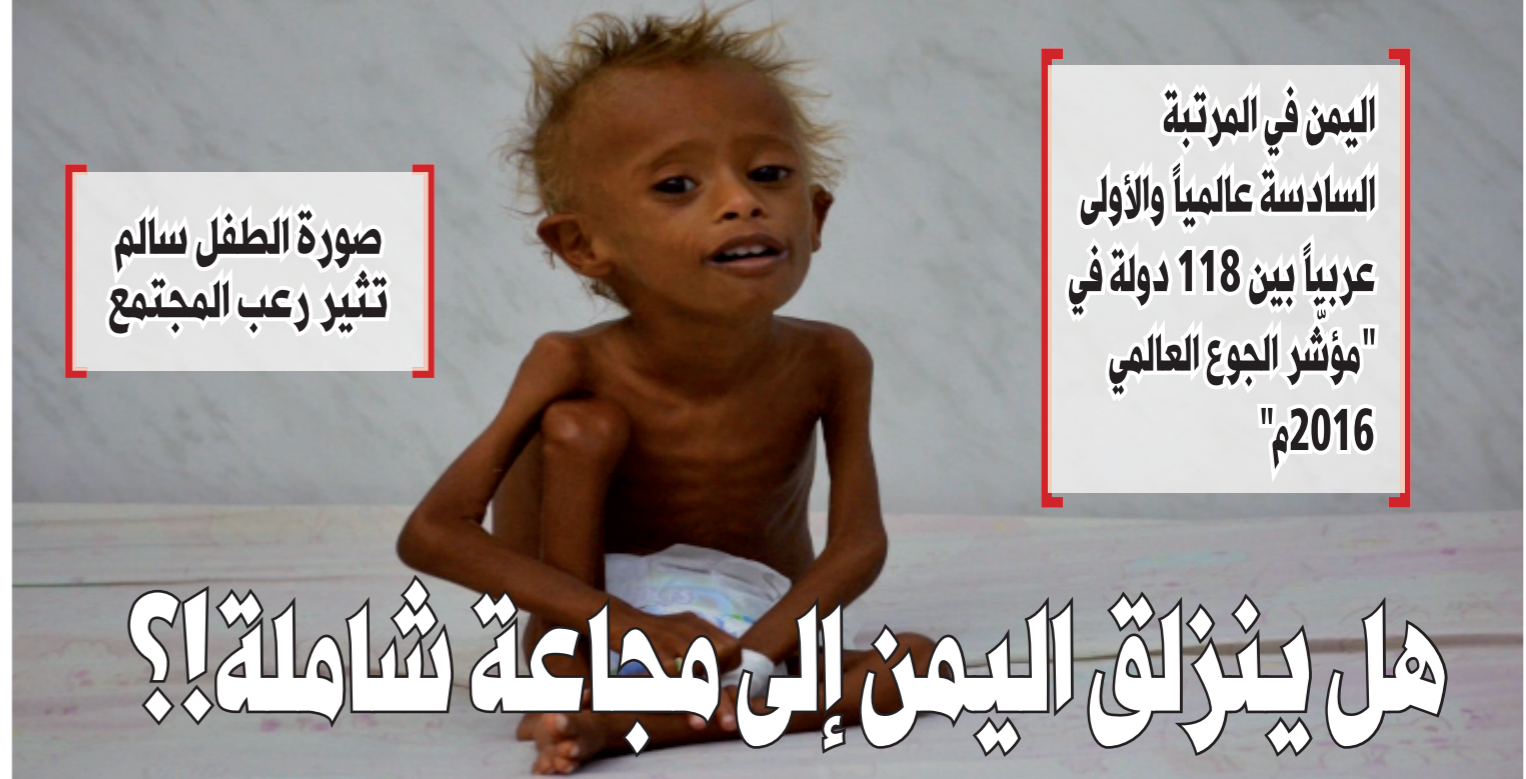 اليمن في المرتبة
السادسة عالمياً والأولى
عربياً بين 118 دولة في
"مؤشّر الجوع العالمي
2016م"
صورة الطفل سالم
تثير رعب المجتمع
هل ينزلق اليمن إلى مجاعة شاملة!؟